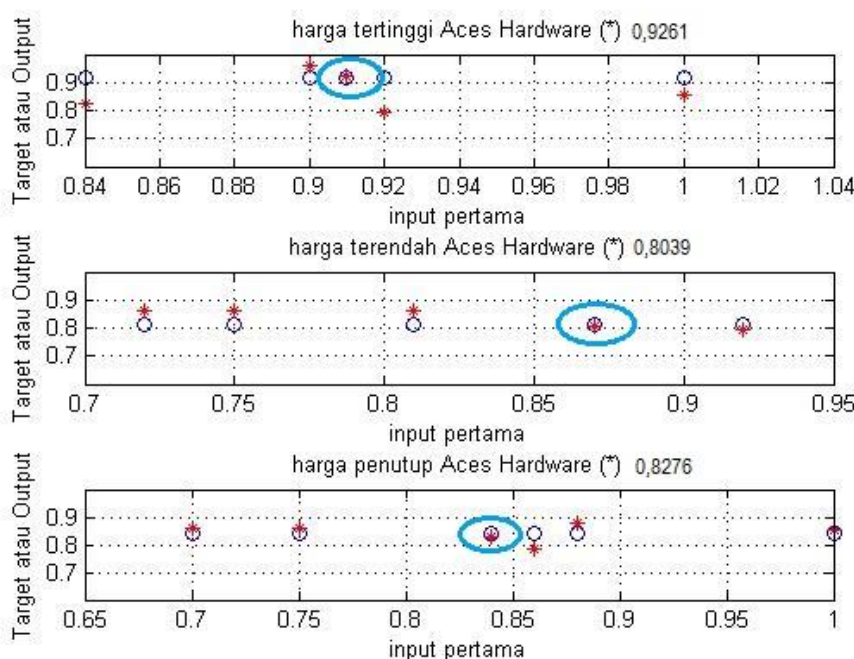 harga tertinggi Aces Hardware (*) 0,9261
Target atau Output
0.9
0.8
0.7
0.84 0.86 0.88 0.9 0.92 0.94 0.96 0.98 1 1.02 1.04
input pertama
harga terendah Aces Hardware (*) 0,8039
Target atau Output
0.9
0.8
0.7
0.7 0.75 0.8 0.85 0.9 0.95
input pertama
harga penutup Aces Hardware (*) 0,8276
Target atau Output
0.9
0.8
0.7
0.65 0.7 0.75 0.8 0.85 0.9 0.95 1
input pertama